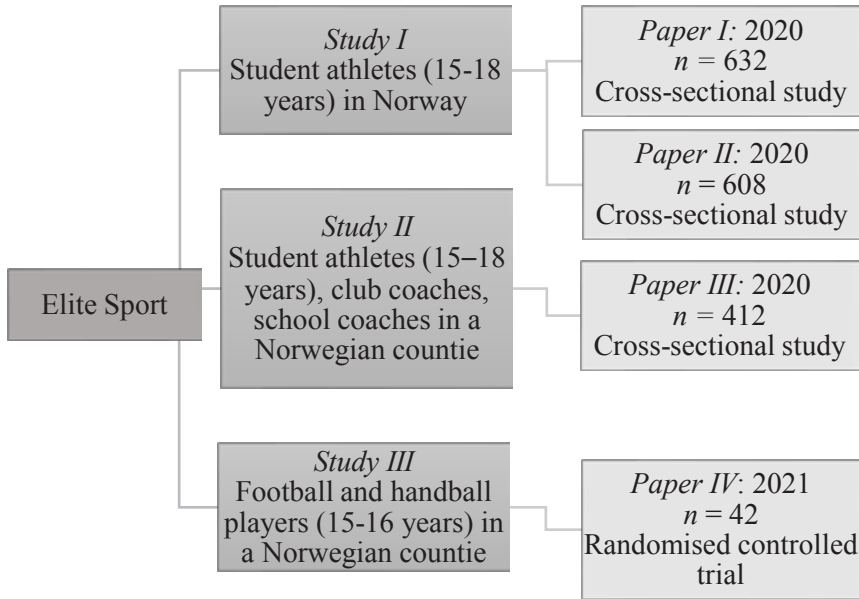 Elite Sport
Study I
Student athletes (15-18
years) in Norway
Paper I: 2020
n = 632
Cross-sectional study
Paper II: 2020
n = 608
Cross-sectional study
Study II
Student athletes (15–18
years), club coaches,
school coaches in a
Norwegian countie
Paper III: 2020
n = 412
Cross-sectional study
Study III
Football and handball
players (15-16 years) in
a Norwegian countie
Paper IV: 2021
n = 42
Randomised controlled
trial